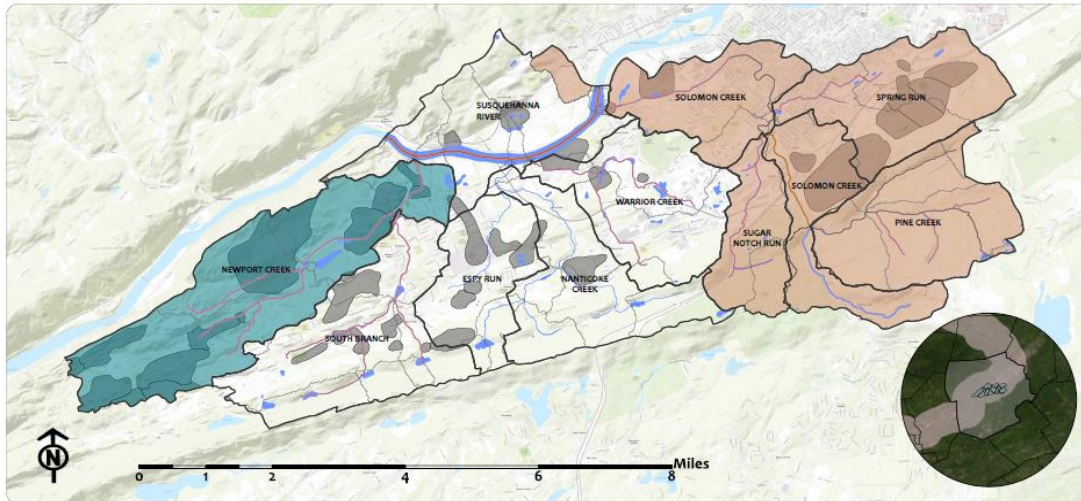 SUSQUEHANNA
RIVER
SOLOMON CREEK
SPRING RUN
SOLOMON CREEK
WARRIOR CREEK
PINE CREEK
SUGAR
NOTCH RUN
NEWPORT CREEK
ESPY RUN
NANTICOKE
CREEK
SOUTH BRANCH
N
Miles
0
1
2
4
6
8